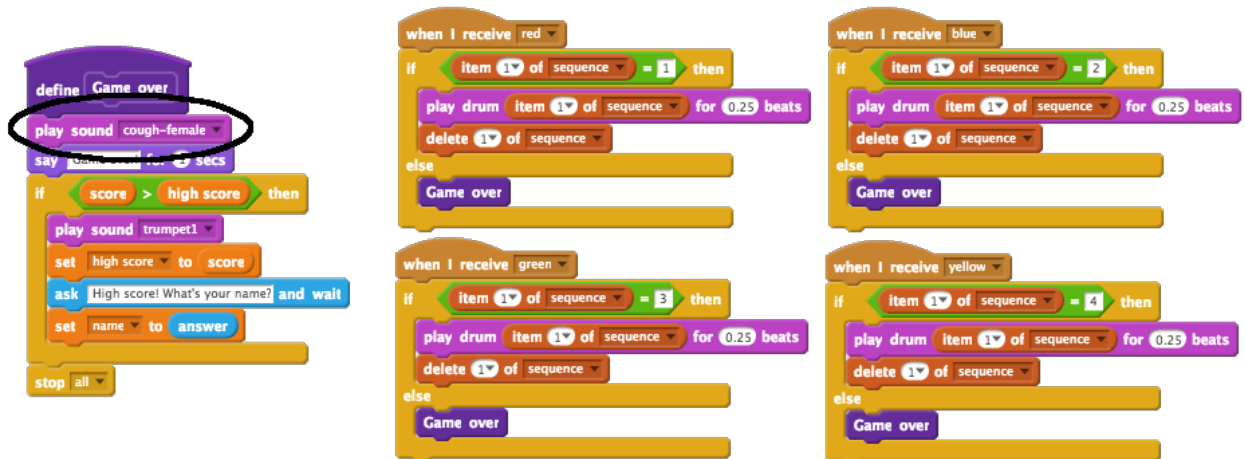 define Game over
play sound cough-female
say Game over! for 1 secs
if score > high score then
play sound trumpet1
set high score to score
ask High score! What's your name? and wait
set name to answer
stop all
when I receive red
if item 1 of sequence = 1 then
play drum item 1 of sequence for 0.25 beats
delete 1 of sequence
else
Game over
when I receive blue
if item 1 of sequence = 2 then
play drum item 1 of sequence for 0.25 beats
delete 1 of sequence
else
Game over
when I receive green
if item 1 of sequence = 3 then
play drum item 1 of sequence for 0.25 beats
delete 1 of sequence
else
Game over
when I receive yellow
if item 1 of sequence = 4 then
play drum item 1 of sequence for 0.25 beats
delete 1 of sequence
else
Game over